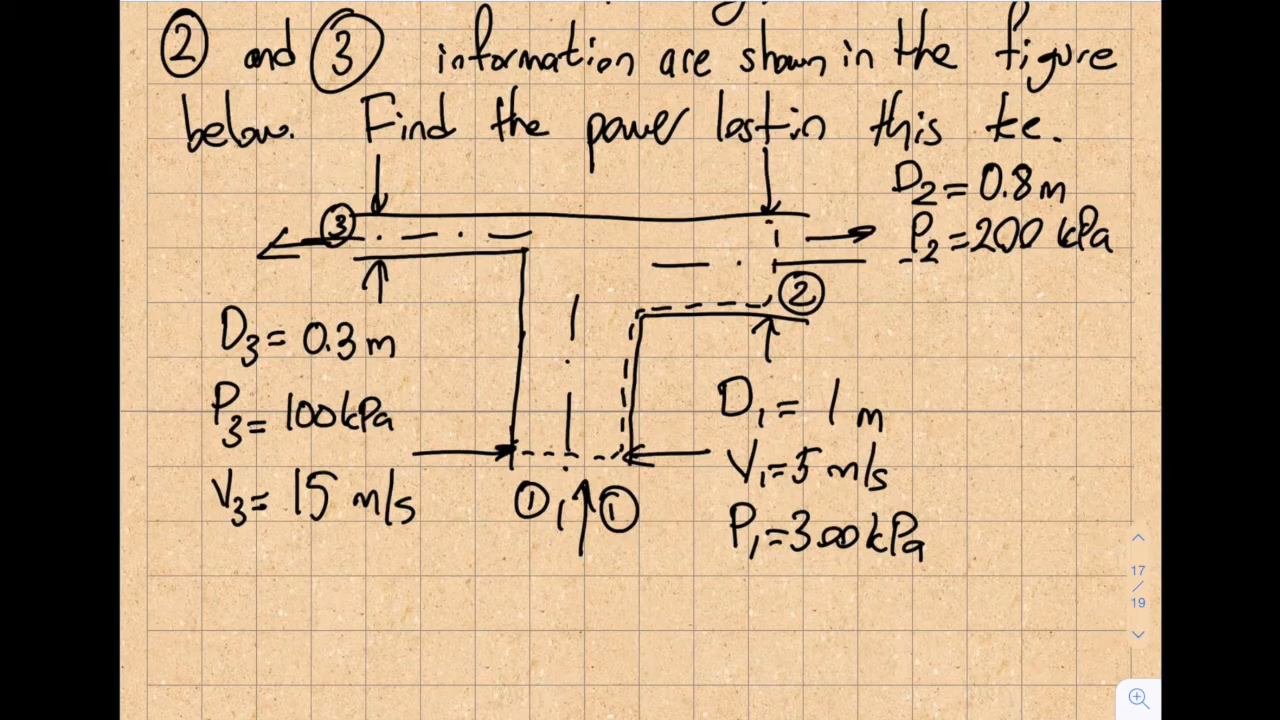 ② and ③ information are shown in the figure
below. Find the power lost in this tee.
D₂ = 0.8 m
③
P₂ = 200 kPa
②
D₃ = 0.3 m
P₃ = 100 kPa
D₁ = 1 m
V₁ = 5 m/s
V₃ = 15 m/s
① ①
P₁ = 300 kPa
17
/
19